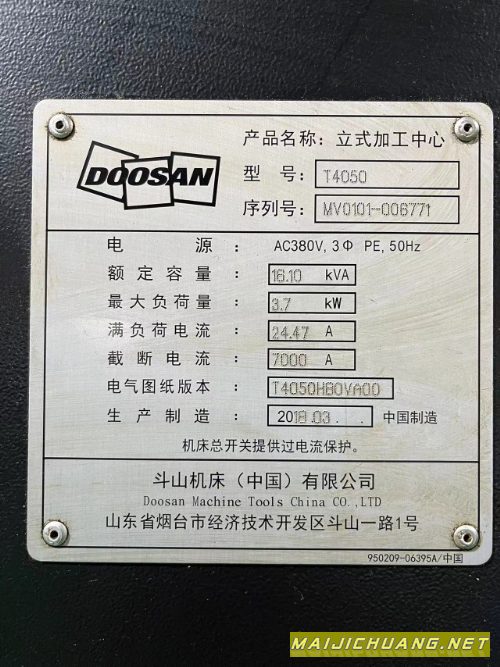 DOOSAN
产品名称：立式加工中心
型 号： T4050
序列号： MV0101-006771
电 源 ： AC380V, 3Φ PE, 50Hz
额定容量 ： 16.10 kVA
最大负荷量 ： 3.7 kW
满负荷电流 ： 24.47 A
截断电流 ： 7000 A
电气图纸版本 ： T4050H80VA00
生产制造 ： 2018.03. . 中国制造
机床总开关提供过电流保护。
斗山机床（中国）有限公司
Doosan Machine Tools China CO.,LTD
山东省烟台市经济技术开发区斗山一路1号
950209-06395A/中国
MAIJICHUANG.NET